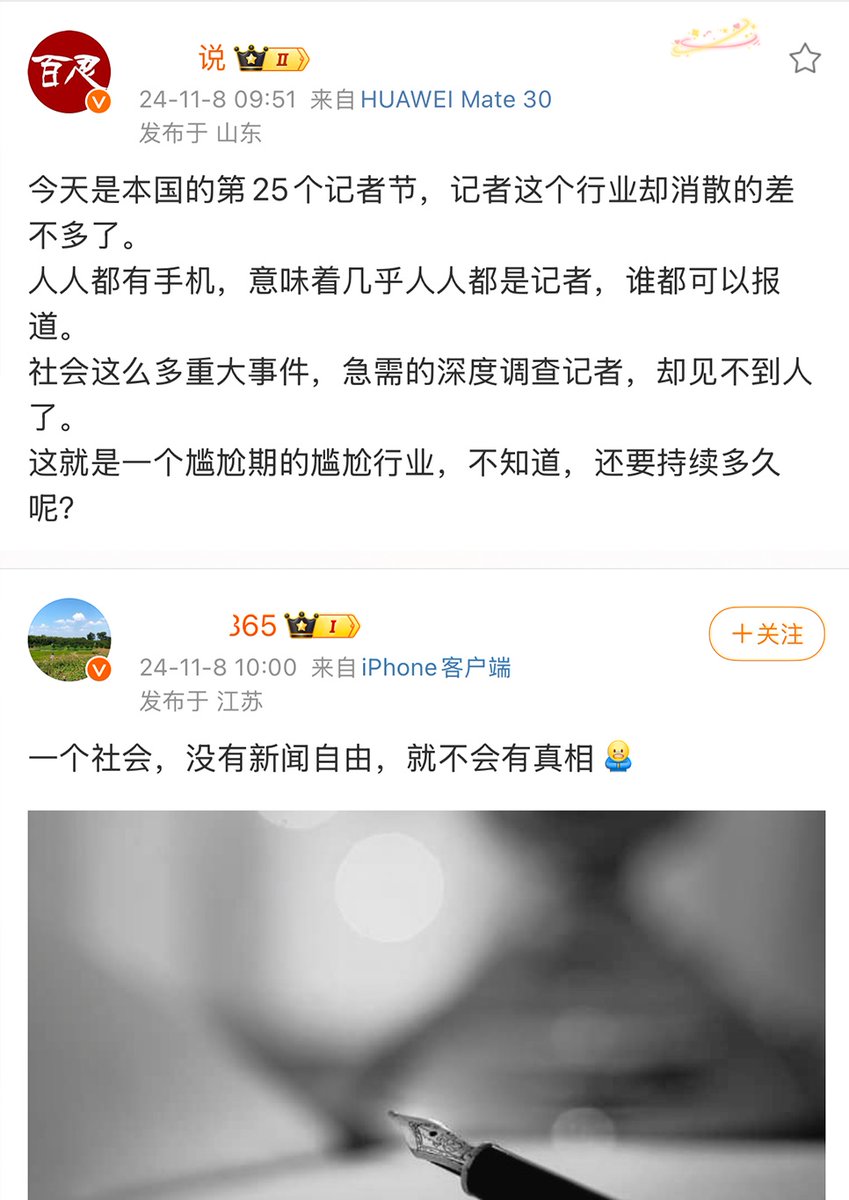 百忍
说 II
24-11-8 09:51 来自 HUAWEI Mate 30
发布于 山东
今天是本国的第25个记者节，记者这个行业却消散的差
不多了。
人人都有手机，意味着几乎人人都是记者，谁都可以报
道。
社会这么多重大事件，急需的深度调查记者，却见不到人
了。
这就是一个尴尬期的尴尬行业，不知道，还要持续多久
呢？
365 I
+关注
24-11-8 10:00 来自 iPhone客户端
发布于 江苏
一个社会，没有新闻自由，就不会有真相